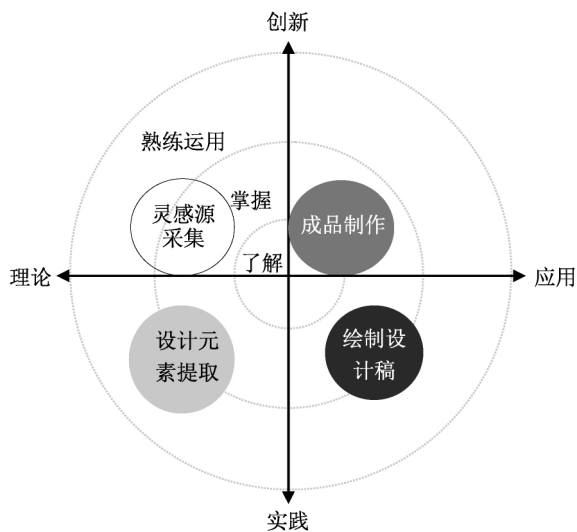 创新
熟练运用
掌握
灵感源
采集
成品制作
了解
理论
应用
设计元
素提取
绘制设
计稿
实践